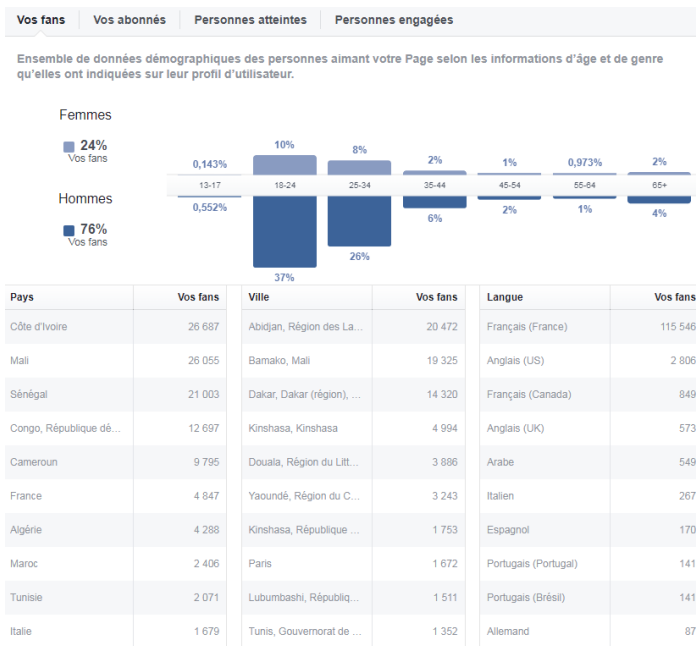 Vos fans Vos abonnés Personnes atteintes Personnes engagées
Ensemble de données démographiques des personnes aimant votre Page selon les informations d'âge et de genre
qu'elles ont indiquées sur leur profil d'utilisateur.
Femmes
24%
Vos fans
0,143% 10% 8% 2% 1% 0,973% 2%
13-17 18-24 25-34 35-44 45-54 55-64 65+
Hommes
76%
Vos fans
0,552% 37% 26% 6% 2% 1% 4%
Pays Vos fans Ville Vos fans Langue Vos fans
Côte d'Ivoire 26 687 Abidjan, Région des La... 20 472 Français (France) 115 546
Mali 26 055 Bamako, Mali 19 325 Anglais (US) 2 806
Sénégal 21 003 Dakar, Dakar (région), ... 14 320 Français (Canada) 849
Congo, République dé... 12 697 Kinshasa, Kinshasa 4 994 Anglais (UK) 573
Cameroun 9 795 Douala, Région du Litt... 3 886 Arabe 549
France 4 847 Yaoundé, Région du C... 3 243 Italien 267
Algérie 4 288 Kinshasa, République ... 1 753 Espagnol 170
Maroc 2 406 Paris 1 672 Portugais (Portugal) 141
Tunisie 2 071 Lubumbashi, Républiq... 1 511 Portugais (Brésil) 141
Italie 1 679 Tunis, Gouvernorat de ... 1 352 Allemand 87